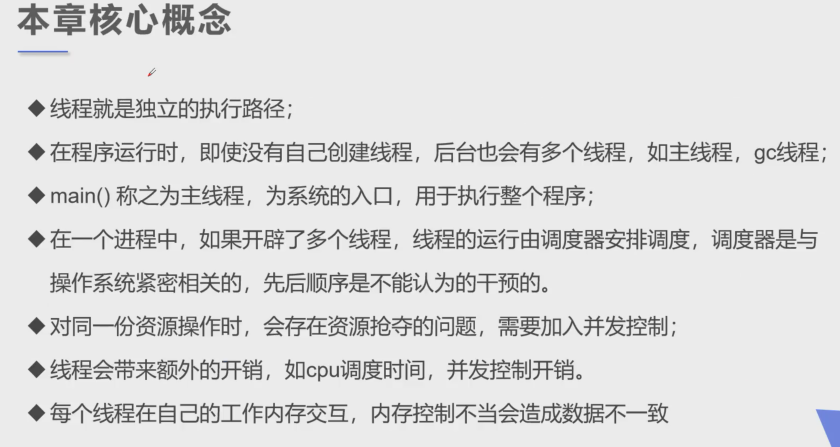 本章核心概念
◆ 线程就是独立的执行路径；
◆ 在程序运行时，即使没有自己创建线程，后台也会有多个线程，如主线程，gc线程；
◆ main() 称之为主线程，为系统的入口，用于执行整个程序；
◆ 在一个进程中，如果开辟了多个线程，线程的运行由调度器安排调度，调度器是与
操作系统紧密相关的，先后顺序是不能认为的干预的。
◆ 对同一份资源操作时，会存在资源抢夺的问题，需要加入并发控制；
◆ 线程会带来额外的开销，如cpu调度时间，并发控制开销。
◆ 每个线程在自己的工作内存交互，内存控制不当会造成数据不一致